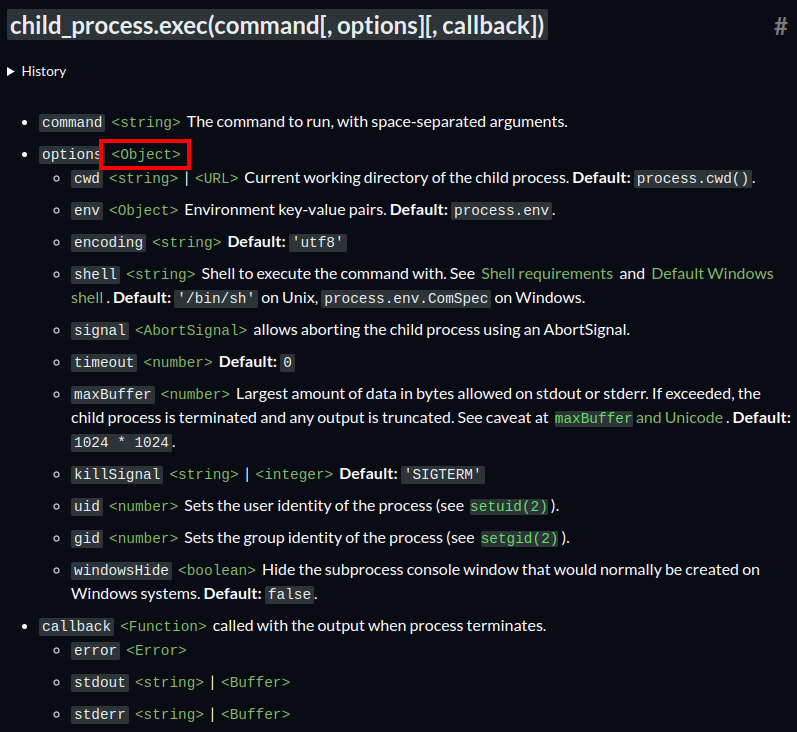 child_process.exec(command[, options][, callback])
#
▶ History
• command <string> The command to run, with space-separated arguments.
• options <Object>
◦ cwd <string> | <URL> Current working directory of the child process. Default: process.cwd().
◦ env <Object> Environment key-value pairs. Default: process.env.
◦ encoding <string> Default: 'utf8'
◦ shell <string> Shell to execute the command with. See Shell requirements and Default Windows
shell . Default: '/bin/sh' on Unix, process.env.ComSpec on Windows.
◦ signal <AbortSignal> allows aborting the child process using an AbortSignal.
◦ timeout <number> Default: 0
◦ maxBuffer <number> Largest amount of data in bytes allowed on stdout or stderr. If exceeded, the
child process is terminated and any output is truncated. See caveat at maxBuffer and Unicode . Default:
1024 * 1024.
◦ killSignal <string> | <integer> Default: 'SIGTERM'
◦ uid <number> Sets the user identity of the process (see setuid(2) ).
◦ gid <number> Sets the group identity of the process (see setgid(2) ).
◦ windowsHide <boolean> Hide the subprocess console window that would normally be created on
Windows systems. Default: false.
• callback <Function> called with the output when process terminates.
◦ error <Error>
◦ stdout <string> | <Buffer>
◦ stderr <string> | <Buffer>